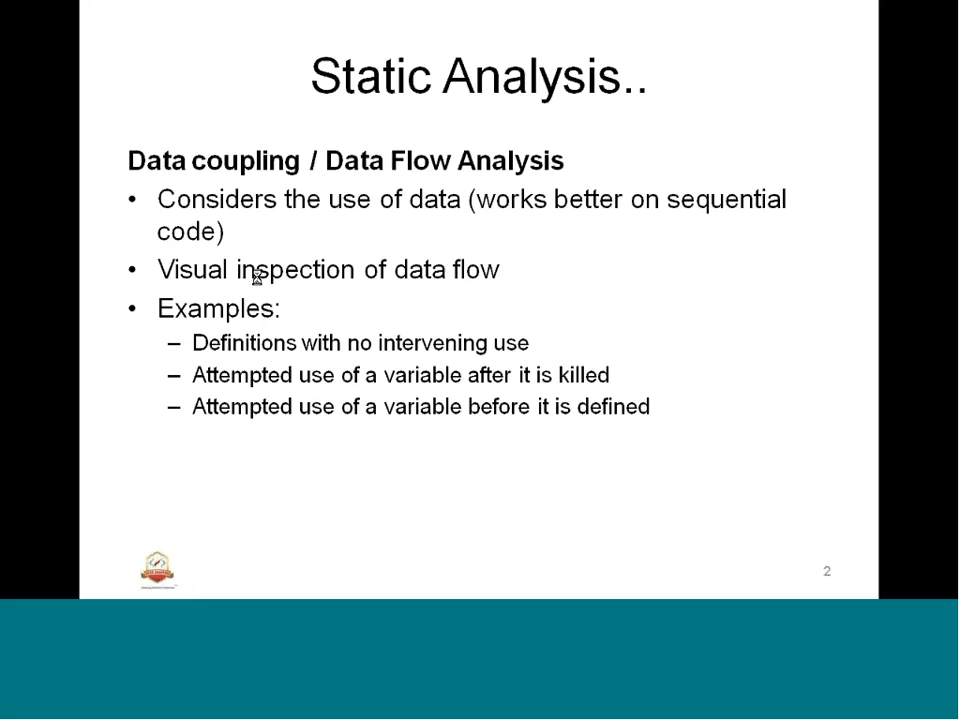 Static Analysis..
Data coupling / Data Flow Analysis
• Considers the use of data (works better on sequential
code)
• Visual inspection of data flow
• Examples:
– Definitions with no intervening use
– Attempted use of a variable after it is killed
– Attempted use of a variable before it is defined
2